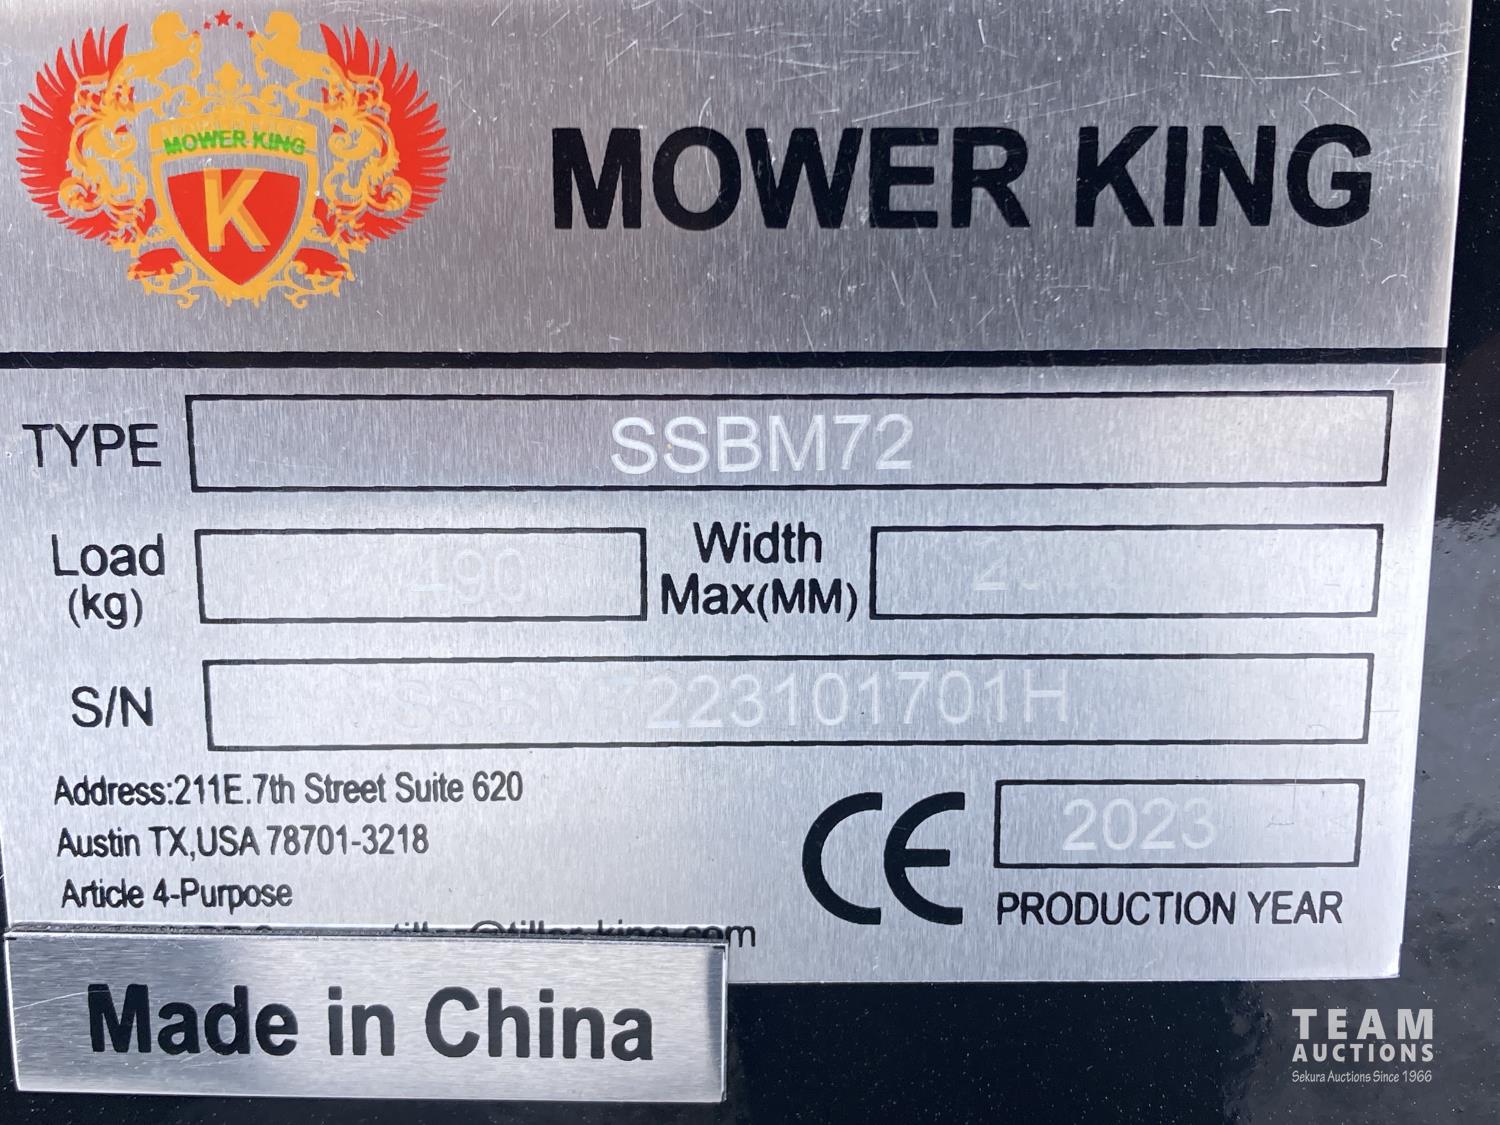 MOWER KING
K
MOWER KING
TYPE SSBM72
Load (kg) 490
Width Max(MM)
S/N SSBM7223101701H
Address:211E.7th Street Suite 620
Austin TX,USA 78701-3218
Article 4-Purpose
2023
CE PRODUCTION YEAR
Made in China
TEAM
AUCTIONS
Sekura Auctions Since 1966